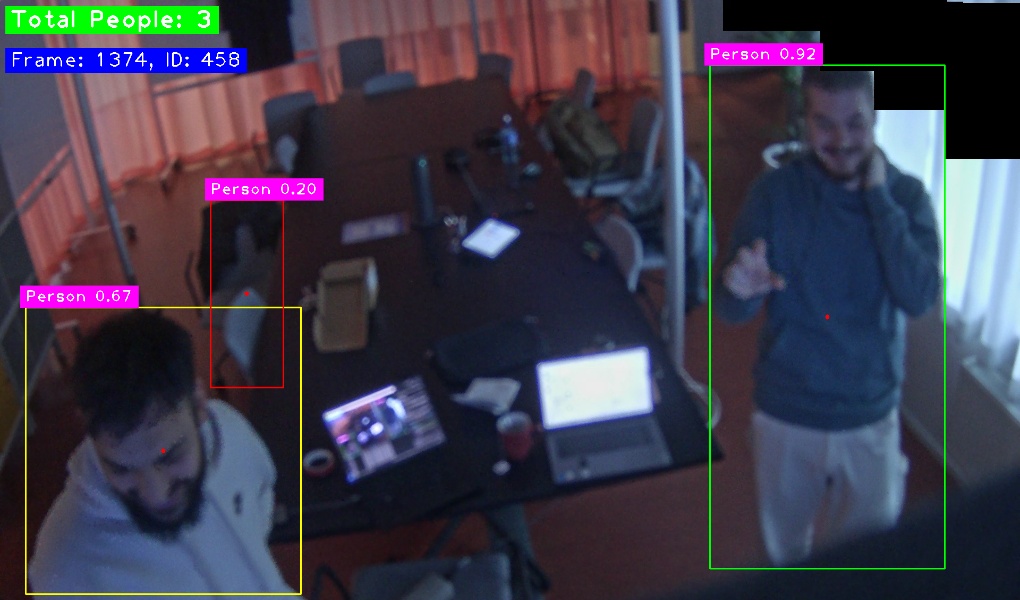 Total People: 3
Frame: 1374, ID: 458
Person 0.92
Person 0.20
Person 0.67